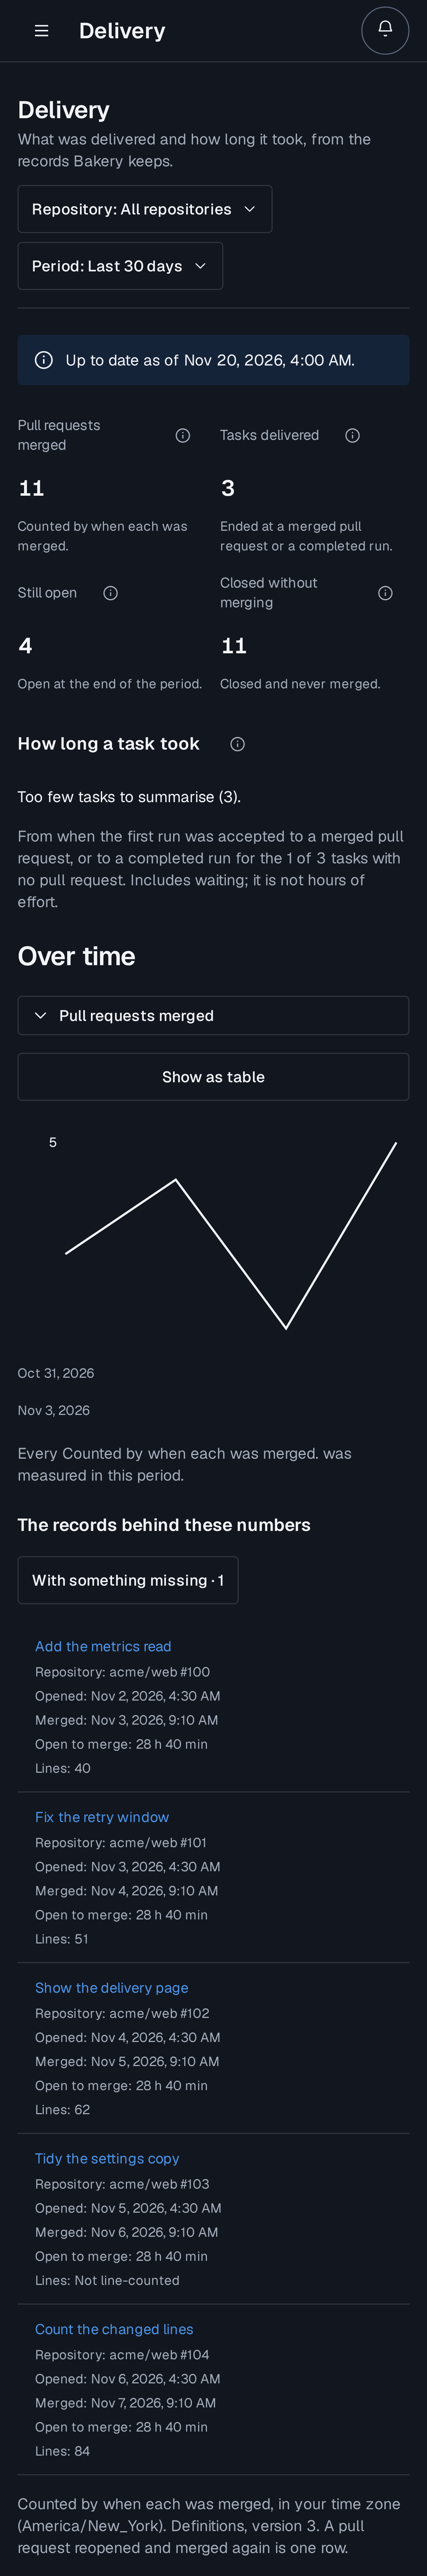 Delivery
Delivery
What was delivered and how long it took, from the
records Bakery keeps.
Repository: All repositories
Period: Last 30 days
Up to date as of Nov 20, 2026, 4:00 AM.
Pull requests
merged
Tasks delivered
11
3
Counted by when each was
merged.
Ended at a merged pull
request or a completed run.
Still open
Closed without
merging
4
11
Open at the end of the period.
Closed and never merged.
How long a task took
Too few tasks to summarise (3).
From when the first run was accepted to a merged pull
request, or to a completed run for the 1 of 3 tasks with
no pull request. Includes waiting; it is not hours of
effort.
Over time
Pull requests merged
Show as table
5
Oct 31, 2026
Nov 3, 2026
Every Counted by when each was merged. was
measured in this period.
The records behind these numbers
With something missing · 1
Add the metrics read
Repository: acme/web #100
Opened: Nov 2, 2026, 4:30 AM
Merged: Nov 3, 2026, 9:10 AM
Open to merge: 28 h 40 min
Lines: 40
Fix the retry window
Repository: acme/web #101
Opened: Nov 3, 2026, 4:30 AM
Merged: Nov 4, 2026, 9:10 AM
Open to merge: 28 h 40 min
Lines: 51
Show the delivery page
Repository: acme/web #102
Opened: Nov 4, 2026, 4:30 AM
Merged: Nov 5, 2026, 9:10 AM
Open to merge: 28 h 40 min
Lines: 62
Tidy the settings copy
Repository: acme/web #103
Opened: Nov 5, 2026, 4:30 AM
Merged: Nov 6, 2026, 9:10 AM
Open to merge: 28 h 40 min
Lines: Not line-counted
Count the changed lines
Repository: acme/web #104
Opened: Nov 6, 2026, 4:30 AM
Merged: Nov 7, 2026, 9:10 AM
Open to merge: 28 h 40 min
Lines: 84
Counted by when each was merged, in your time zone
(America/New_York). Definitions, version 3. A pull
request reopened and merged again is one row.